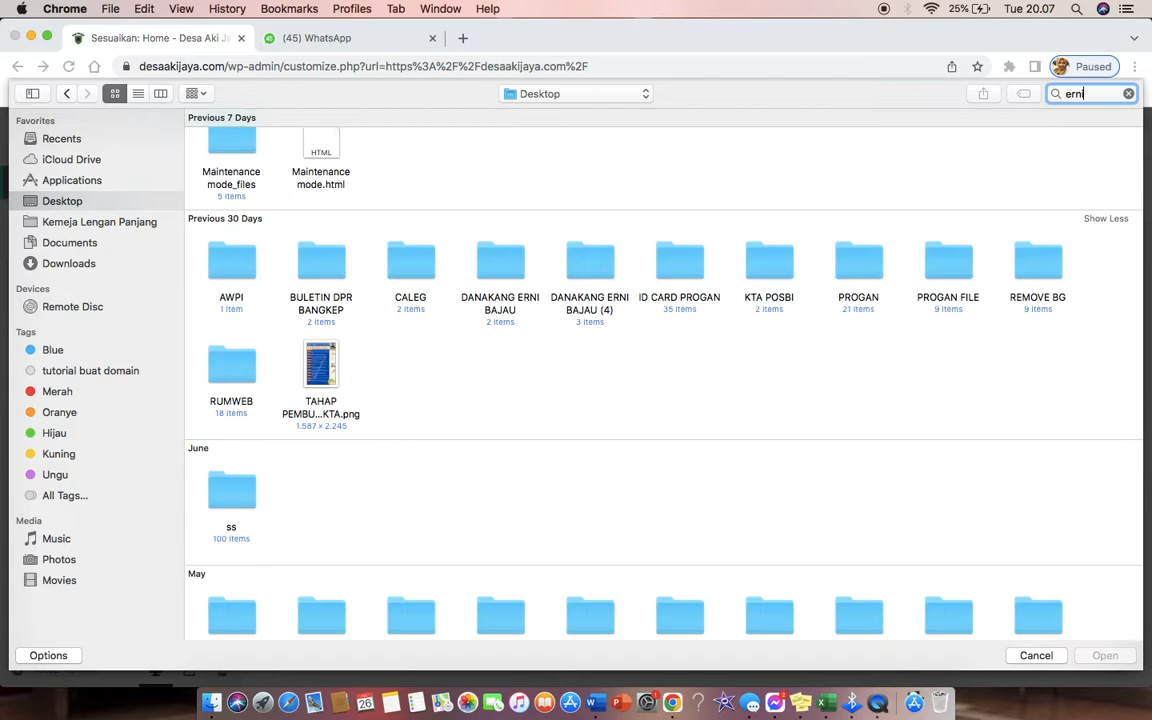 Chrome File Edit View History Bookmarks Profiles Tab Window Help 25% Tue 20.07
Sesuaikan: Home - Desa Aki Ja
(45) WhatsApp
desaakijaya.com/wp-admin/customize.php?url=https%3A%2F%2Fdesaakijaya.com%2F
Paused
Desktop
erni
Favorites
Recents
iCloud Drive
Applications
Desktop
Kemeja Lengan Panjang
Documents
Downloads
Devices
Remote Disc
Tags
Blue
tutorial buat domain
Merah
Oranye
Hijau
Kuning
Ungu
All Tags...
Media
Music
Photos
Movies
Previous 7 Days
HTML
Maintenance
mode_files
5 items
Maintenance
mode.html
Previous 30 Days
Show Less
AWPI
1 item
BULETIN DPR
BANGKEP
2 items
CALEG
2 items
DANAKANG ERNI
BAJAU
2 items
DANAKANG ERNI
BAJAU (4)
3 items
ID CARD PROGAN
35 items
KTA POSBI
2 items
PROGAN
21 items
PROGAN FILE
9 items
REMOVE BG
9 items
RUMWEB
18 items
TAHAP
PEMBU...KTA.png
1.587 × 2.245
June
ss
100 items
May
Options
Cancel
Open
26